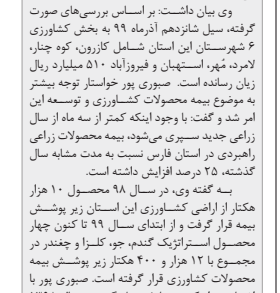 وی بیان داشت: بر اساس بررسی‌های صورت
گرفته، سیل شانزدهم آذرماه ۹۹ به بخش کشاورزی
۶ شهرستان این استان شامل کازرون، کوه چنار،
لامرد، مُهر، استهبان و فیروزآباد ۵۱۰ میلیارد ریال
زیان رسانده است. صبوری پور خواستار توجه بیشتر
به موضوع بیمه محصولات کشاورزی و توسعه این
امر شد و گفت: با وجود اینکه کمتر از سه ماه از سال
زراعی جدید سپری می‌شود، بیمه محصولات زراعی
راهبردی در استان فارس نسبت به مدت مشابه سال
گذشته، ۲۵ درصد افزایش داشته است.
به گفته وی، در سال ۹۸ محصول ۱۰ هزار
هکتار از اراضی کشاورزی این استان زیر پوشش
بیمه قرار گرفت و از ابتدای سال ۹۹ تا کنون چهار
محصول استراتژیک گندم، جو، کلزا و چغندر در
مجموع با ۱۲ هزار و ۴۰۰ هکتار زیر پوشش بیمه
محصولات کشاورزی قرار گرفته است. صبوری پور با